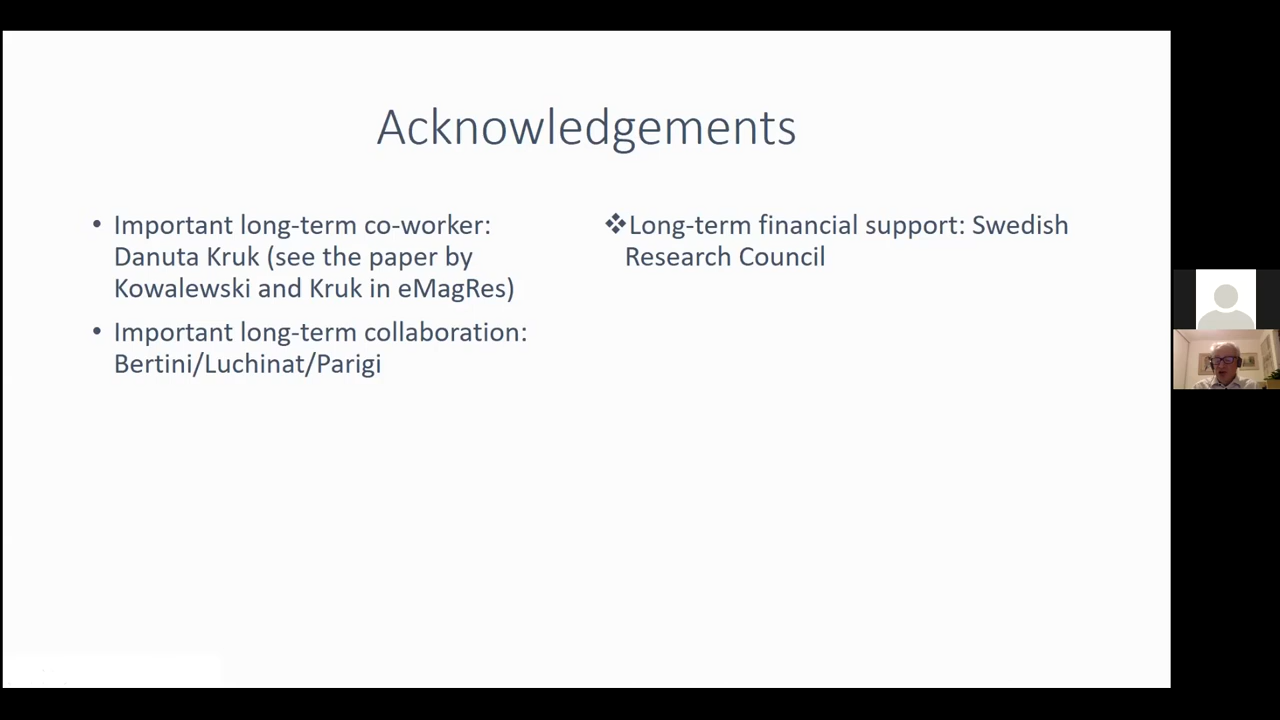 Acknowledgements
• Important long-term co-worker:
Danuta Kruk (see the paper by
Kowalewski and Kruk in eMagRes)
• Important long-term collaboration:
Bertini/Luchinat/Parigi
❖Long-term financial support: Swedish
Research Council